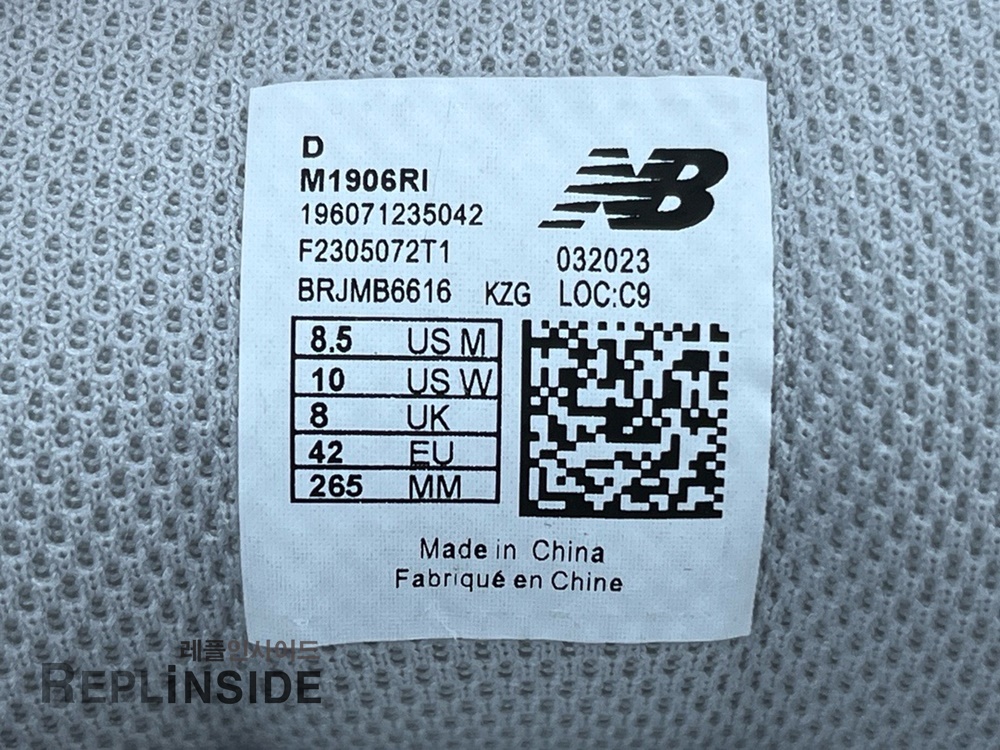 D
M1906RI
196071235042
F2305072T1
032023
BRJMB6616 KZG LOC:C9
NB
8.5 US M
10 US W
8 UK
42 EU
265 MM
Made in China
Fabriqué en Chine
레플인사이드
REPLINSIDE